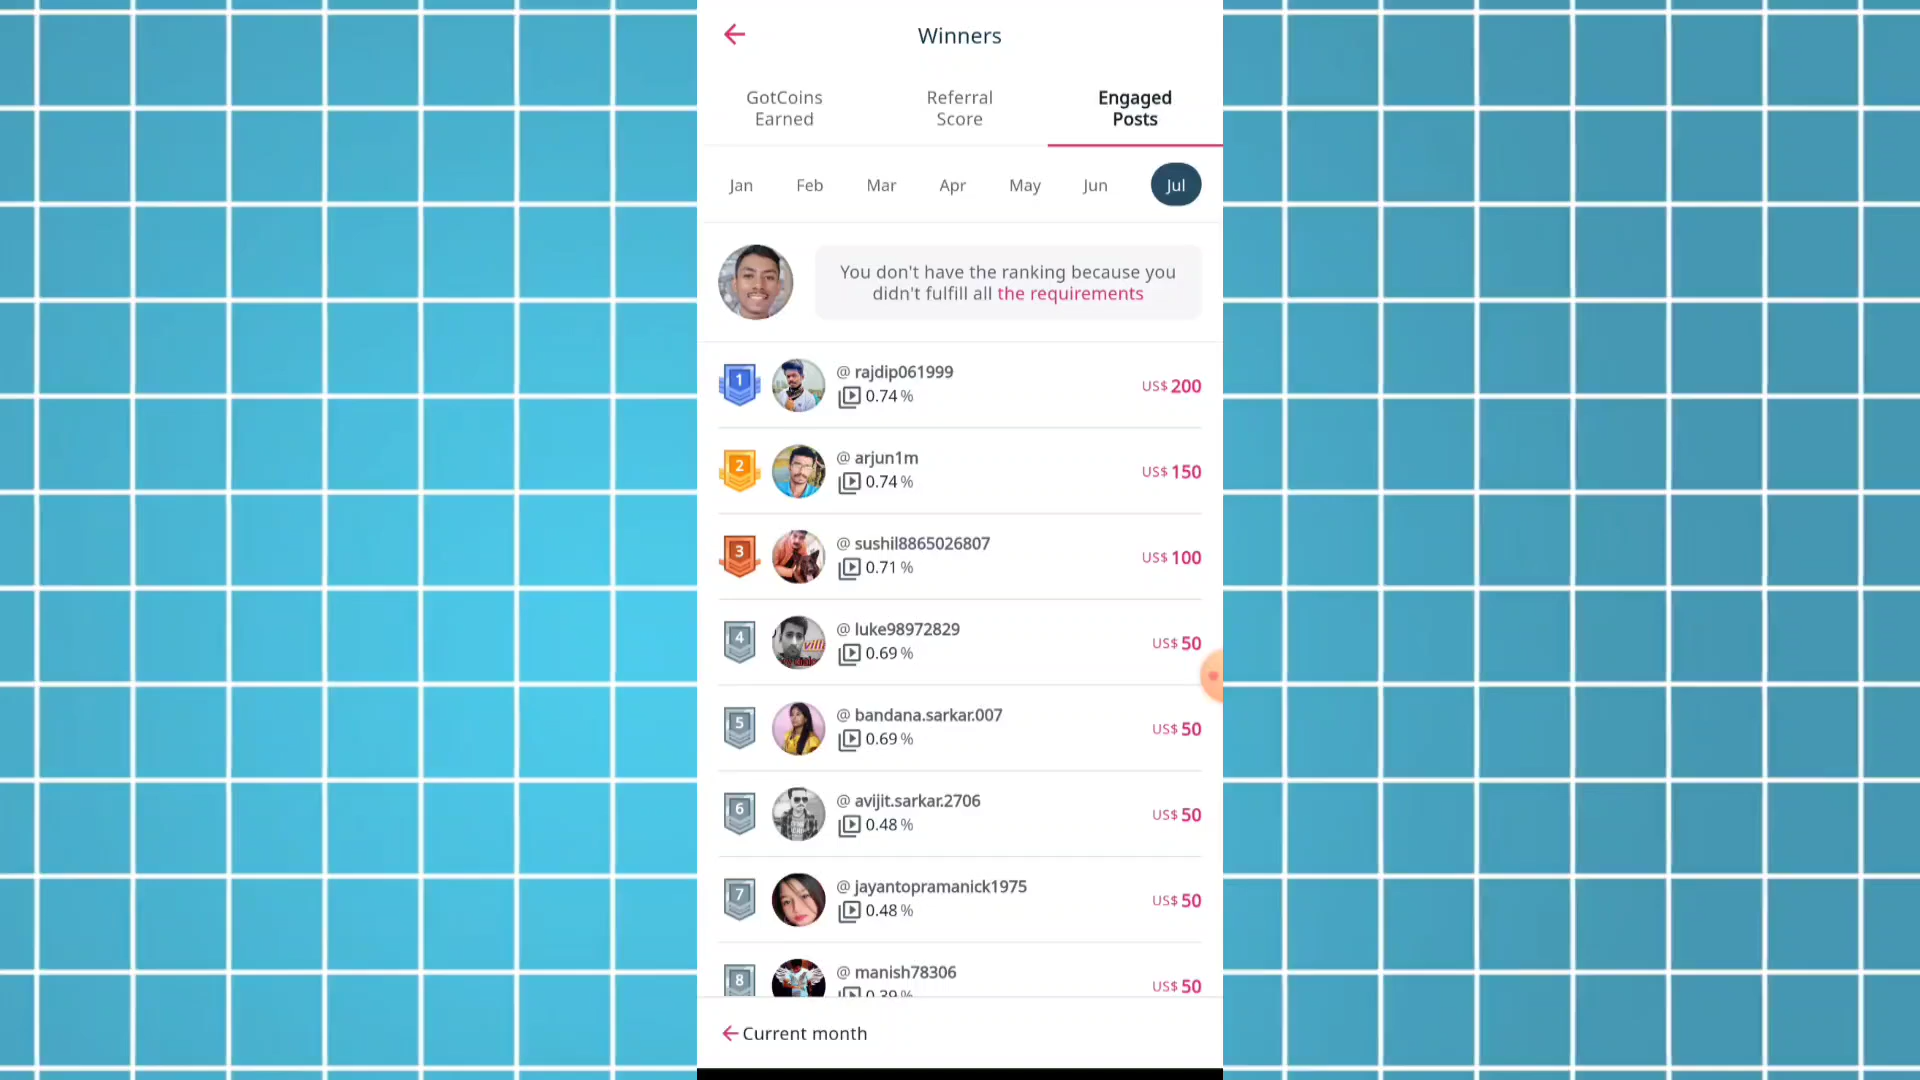 Winners
GotCoins
Earned
Referral
Score
Engaged
Posts
Jan Feb Mar Apr May Jun Jul
You don't have the ranking because you
didn't fulfill all the requirements
1
@ rajdip061999
0.74 %
US$ 200
2
@ arjun1m
0.74 %
US$ 150
3
@ sushil8865026807
0.71 %
US$ 100
4
@ luke98972829
0.69 %
US$ 50
5
@ bandana.sarkar.007
0.69 %
US$ 50
6
@ avijit.sarkar.2706
0.48 %
US$ 50
7
@ jayantopramanick1975
0.48 %
US$ 50
8
@ manish78306
0.39 %
US$ 50
Current month